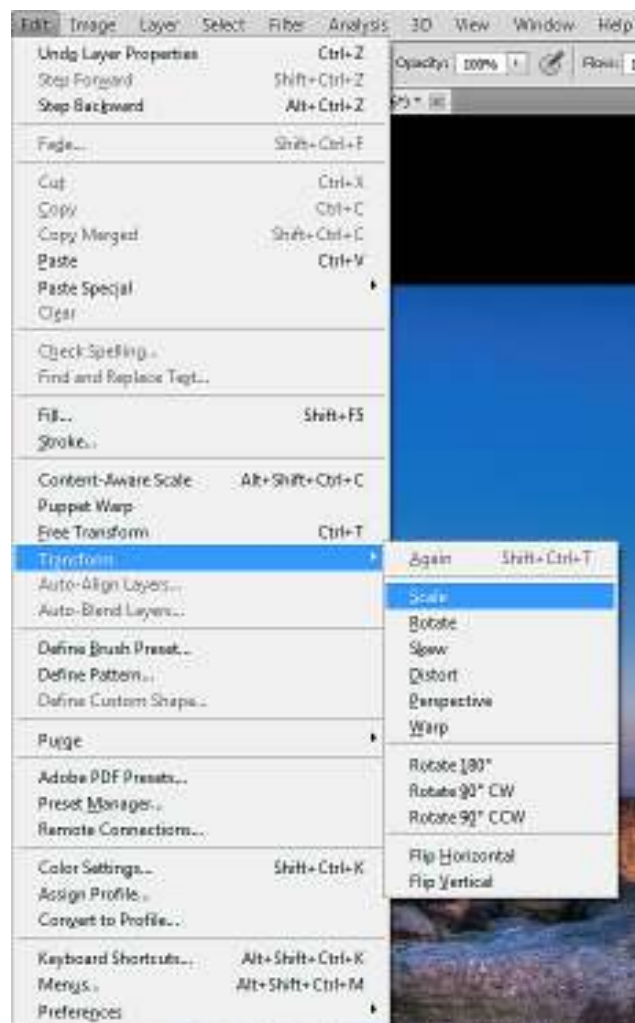 Edit Image Layer Select Filter Analysis 3D View Window Help
Opacity: 100% Flow: 1
Undo Layer Properties Ctrl+Z
Step Forward Shift+Ctrl+Z
Step Backward Alt+Ctrl+Z
Fade... Shift+Ctrl+F
Cut Ctrl+X
Copy Ctrl+C
Copy Merged Shift+Ctrl+C
Paste Ctrl+V
Paste Special
Clear
Check Spelling...
Find and Replace Text...
Fill... Shift+F5
Stroke...
Content-Aware Scale Alt+Shift+Ctrl+C
Puppet Warp
Free Transform Ctrl+T
Transform
Auto-Align Layers...
Auto-Blend Layers...
Define Brush Preset...
Define Pattern...
Define Custom Shape...
Purge
Adobe PDF Presets...
Preset Manager...
Remote Connections...
Color Settings... Shift+Ctrl+K
Assign Profile...
Convert to Profile...
Keyboard Shortcuts... Alt+Shift+Ctrl+K
Menus... Alt+Shift+Ctrl+M
Preferences
Again Shift+Ctrl+T
Scale
Rotate
Skew
Distort
Perspective
Warp
Rotate 180°
Rotate 90° CW
Rotate 90° CCW
Flip Horizontal
Flip Vertical